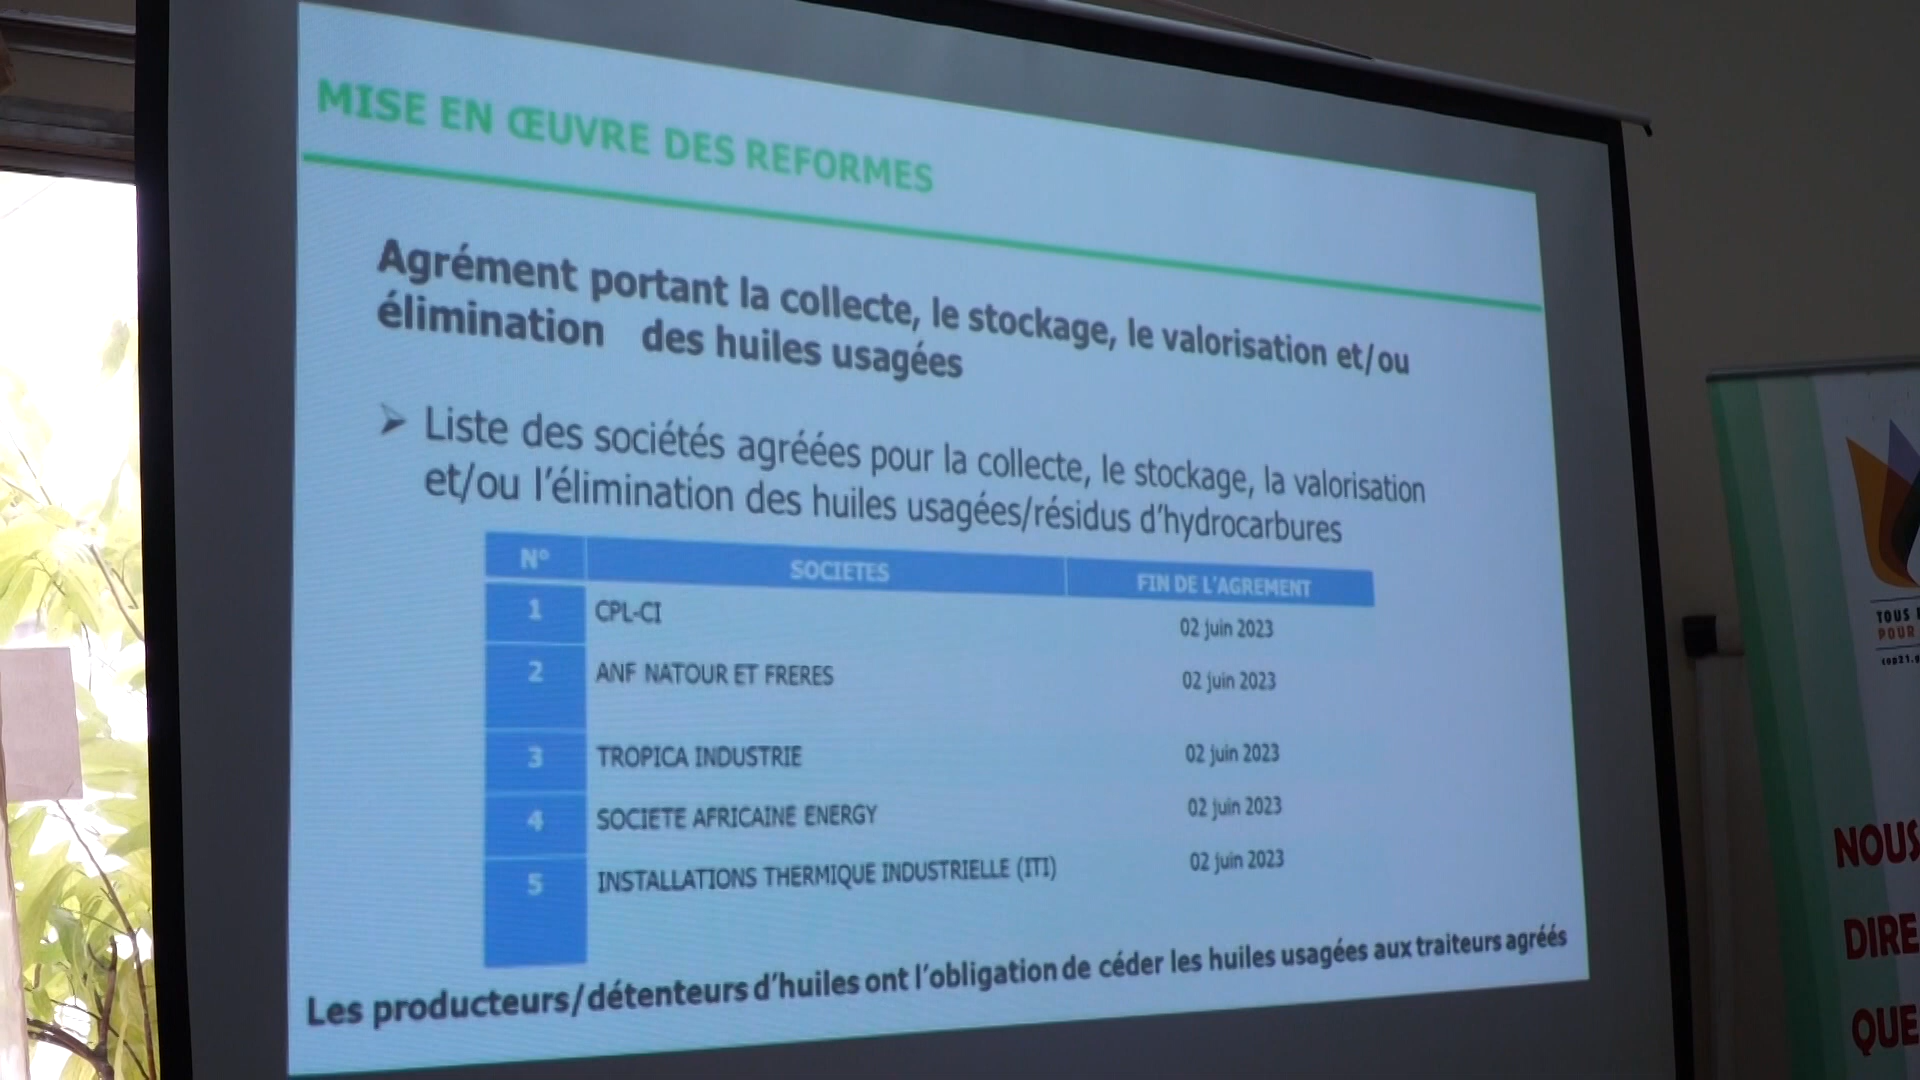 MISE EN ŒUVRE DES REFORMES
Agrément portant la collecte, le stockage, le valorisation et/ou
élimination des huiles usagées
➢ Liste des sociétés agréées pour la collecte, le stockage, la valorisation
et/ou l'élimination des huiles usagées/résidus d'hydrocarbures
N° SOCIETES FIN DE L'AGREMENT
1 CPL-CI 02 juin 2023
2 ANF NATOUR ET FRERES 02 juin 2023
3 TROPICA INDUSTRIE 02 juin 2023
4 SOCIETE AFRICAINE ENERGY 02 juin 2023
5 INSTALLATIONS THERMIQUE INDUSTRIELLE (ITI) 02 juin 2023
Les producteurs/détenteurs d'huiles ont l'obligation de céder les huiles usagées aux traiteurs agréés
TOUS
POUR
cop21.g
NOUS
DIRE
QUE